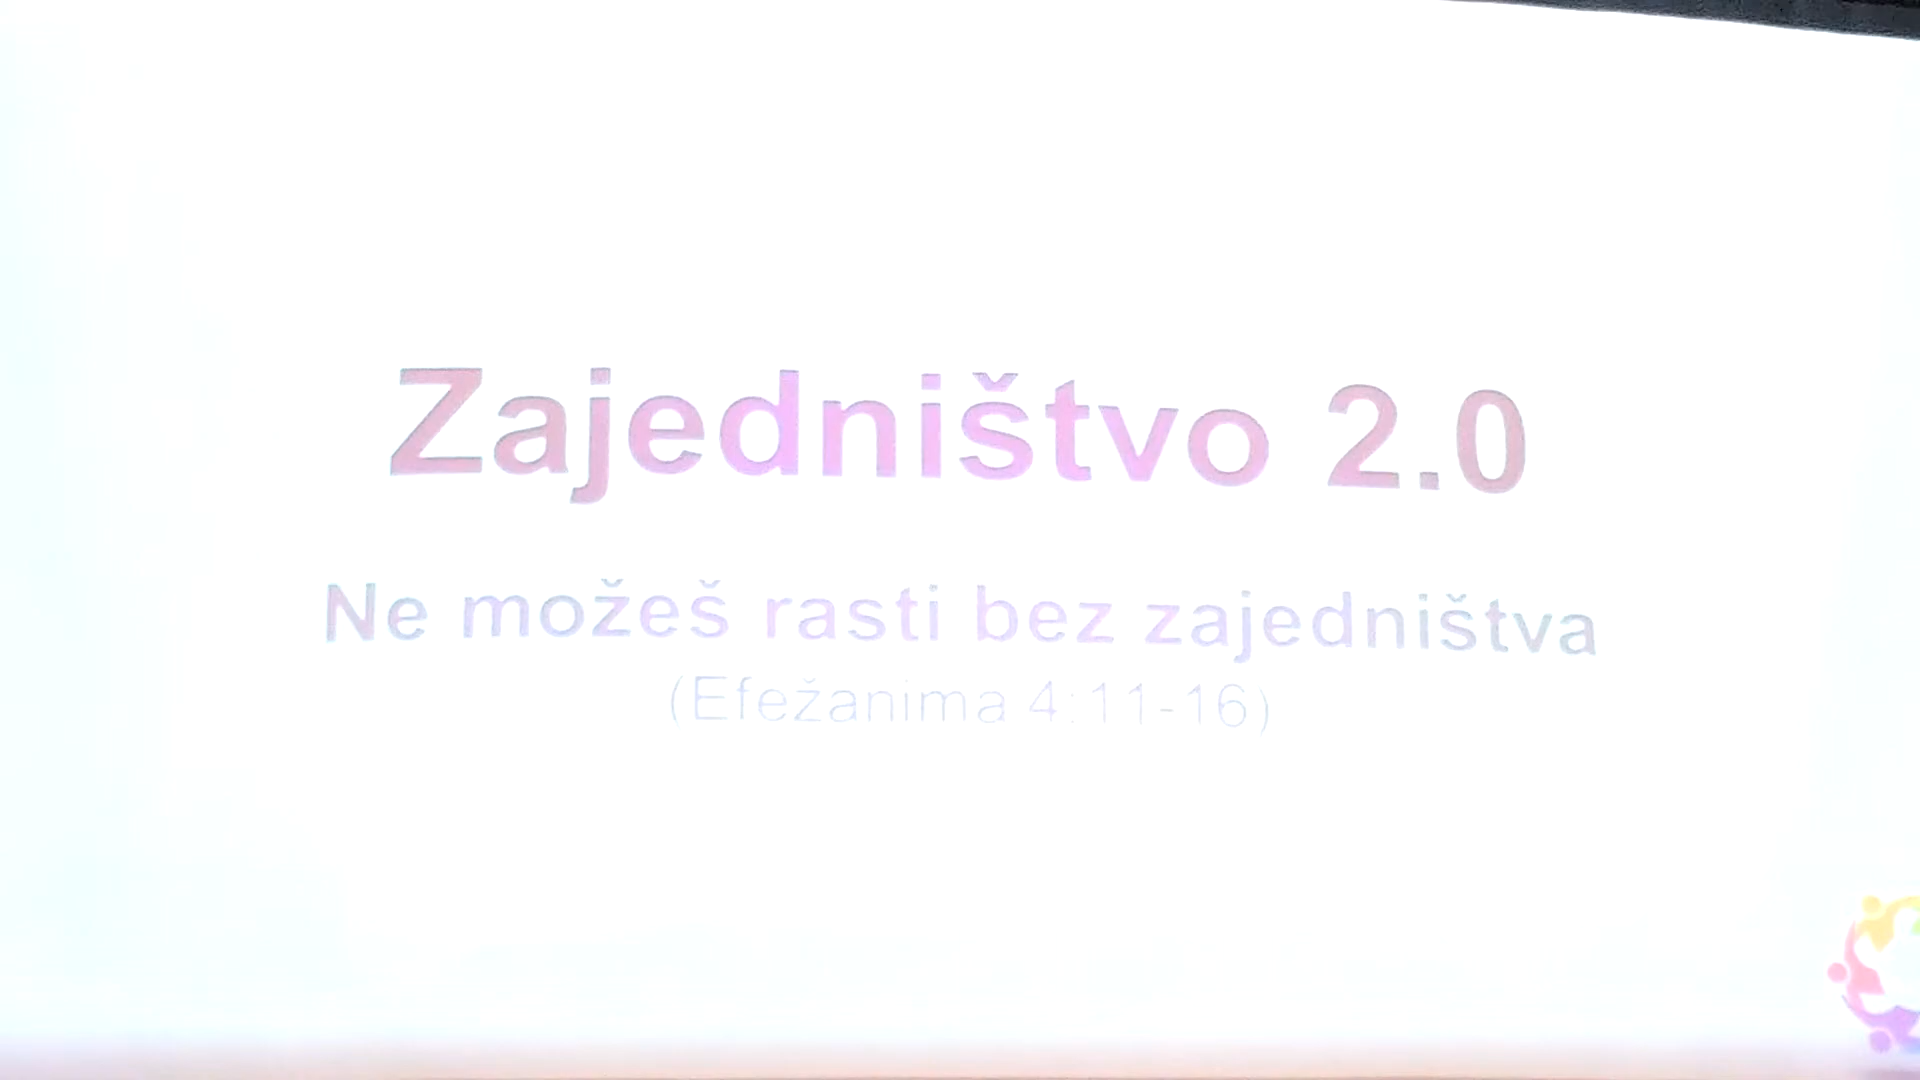 Zajedništvo 2.0
Ne možeš rasti bez zajedništva
(Efežanima 4:11-16)